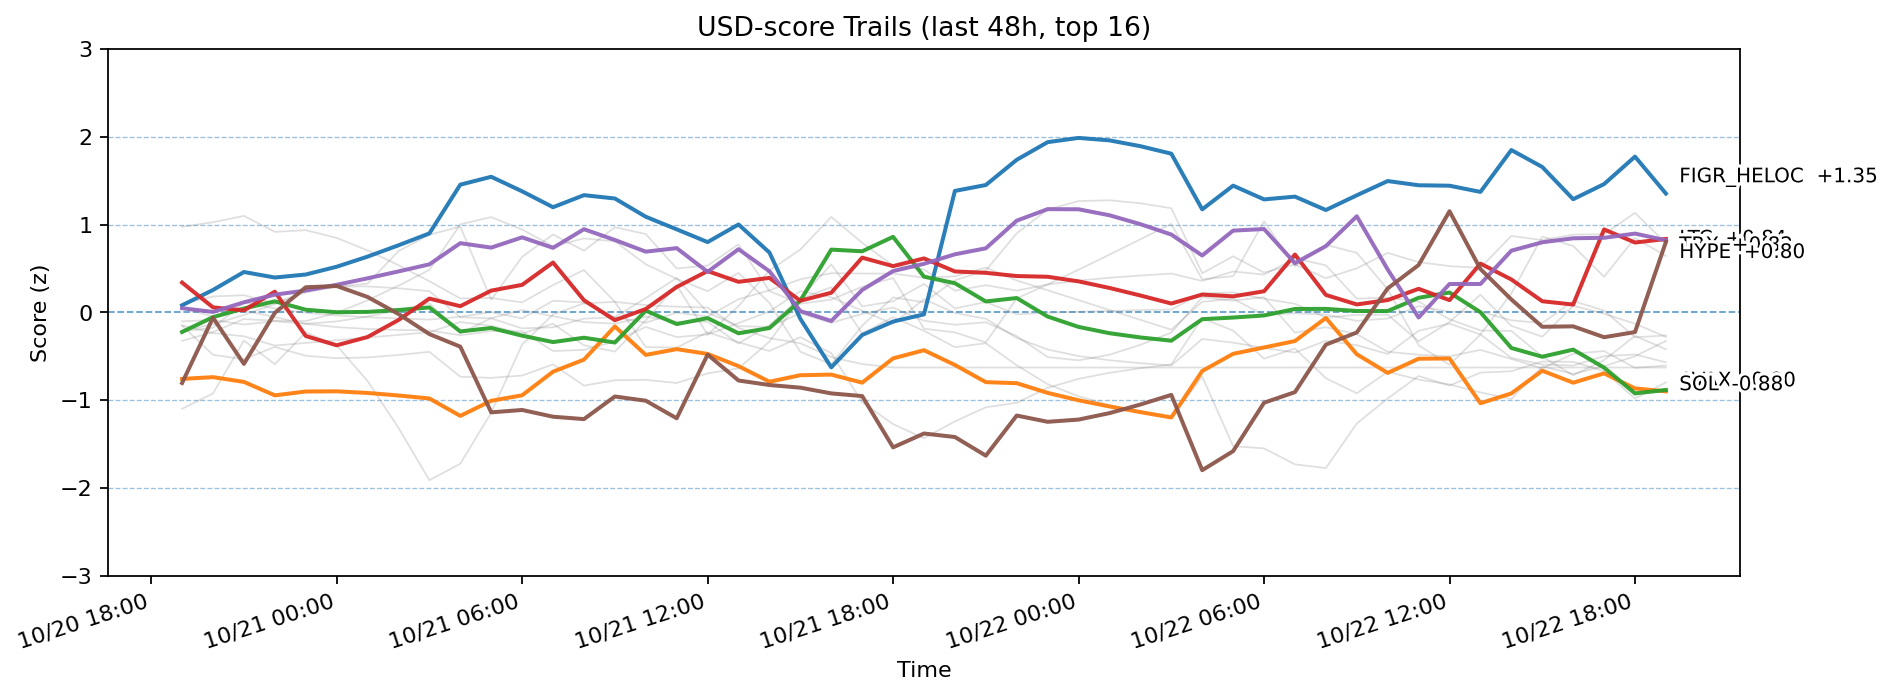 USD-score Trails (last 48h, top 16)
Score (z)
3
2
1
0
−1
−2
−3
FIGR_HELOC +1.35
HYPE +0.80
SOL
10/20 18:00
10/21 00:00
10/21 06:00
10/21 12:00
10/21 18:00
10/22 00:00
10/22 06:00
10/22 12:00
10/22 18:00
Time